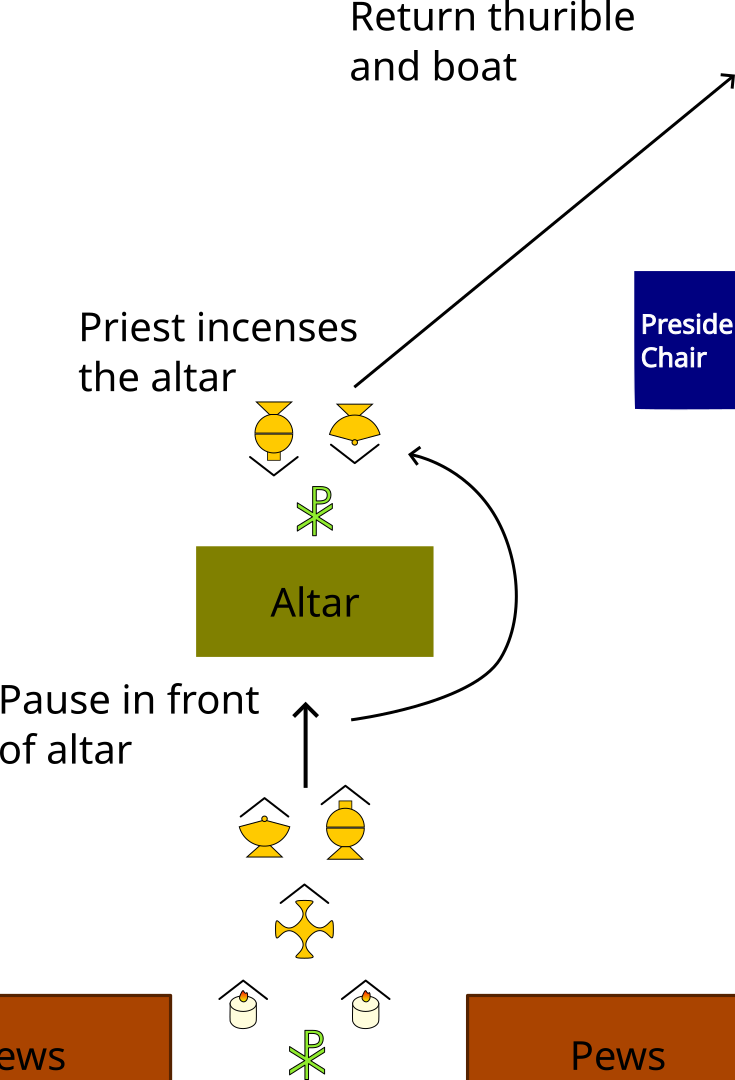 Return thurible
and boat
Preside
Chair
Priest incenses
the altar
Altar
Pause in front
of altar
ews
Pews